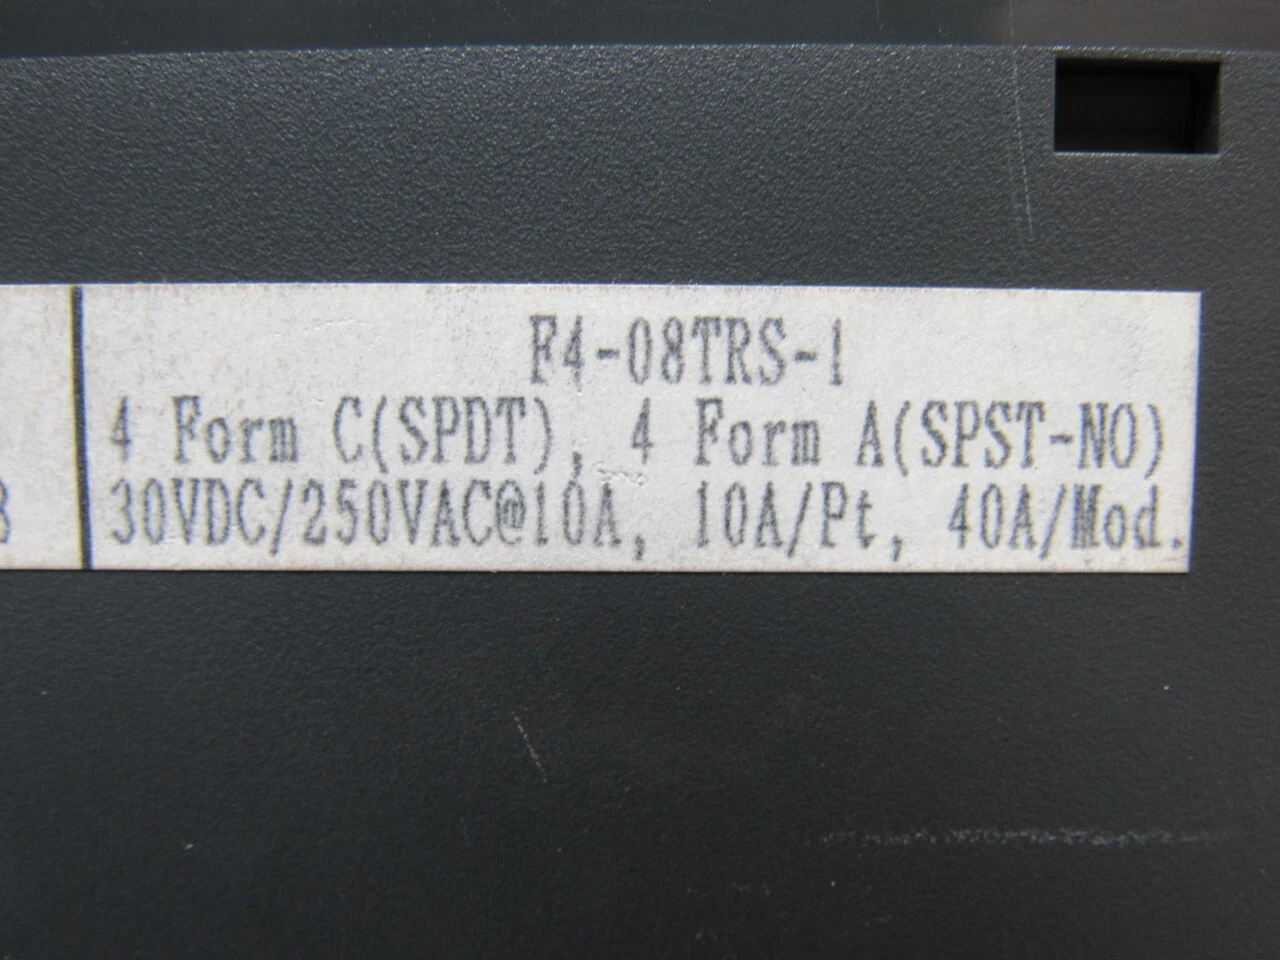 F4-08TRS-1
4 Form C(SPDT), 4 Form A(SPST-NO)
30VDC/250VAC@10A, 10A/Pt, 40A/Mod.